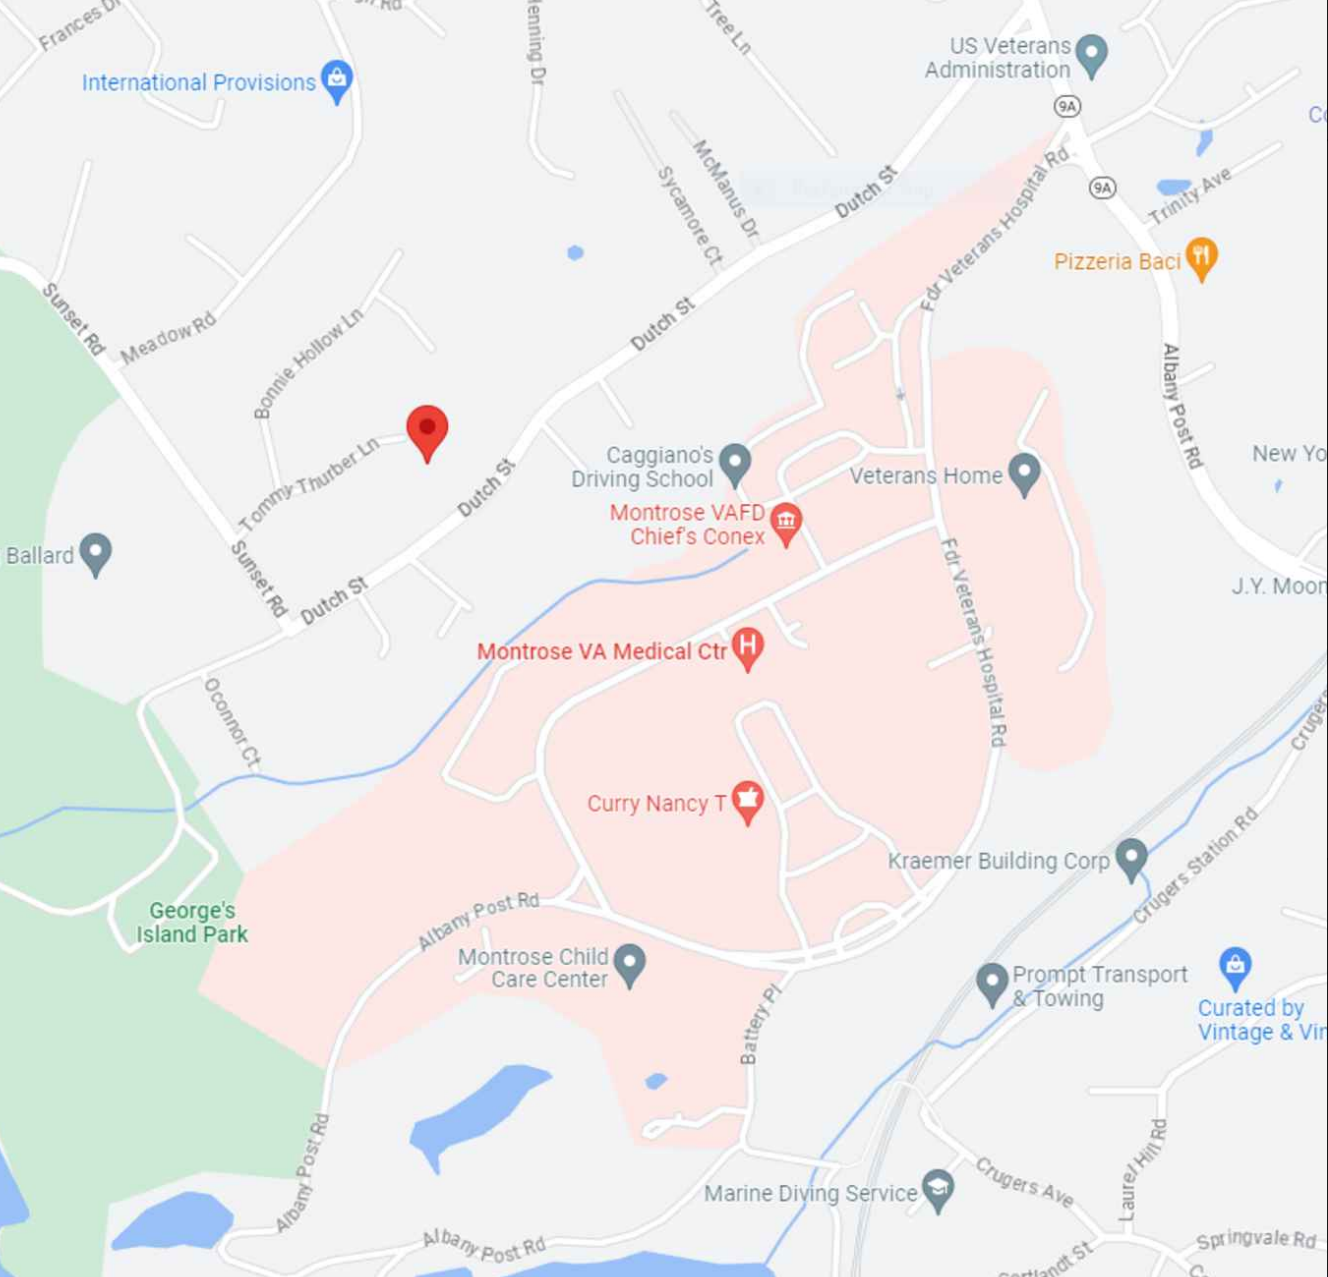 Frances Dr
Henning Dr
Tree Ln
US Veterans
Administration
International Provisions
9A
McManus Dr
Sycamore Ct
Dutch St
Fdr Veterans Hospital Rd
9A
Trinity Ave
Pizzeria Baci
Sunset Rd
Meadow Rd
Bonnie Hollow Ln
Dutch St
Albany Post Rd
Tommy Thurber Ln
Dutch St
Caggiano's
Driving School
Veterans Home
New Yo
Montrose VAFD
Chief's Conex
Ballard
Sunset Rd
Dutch St
Fdr Veterans Hospital Rd
J.Y. Moon
Montrose VA Medical Ctr
H
Oconnor Ct
Crugers
Curry Nancy T
Kraemer Building Corp
Crugers Station Rd
George's
Island Park
Albany Post Rd
Montrose Child
Care Center
Prompt Transport
& Towing
Curated by
Vintage & Vin
Battery Pl
Albany Post Rd
Laurel Hill Rd
Crugers Ave
Marine Diving Service
Albany Post Rd
Springvale Rd
ortlandt St